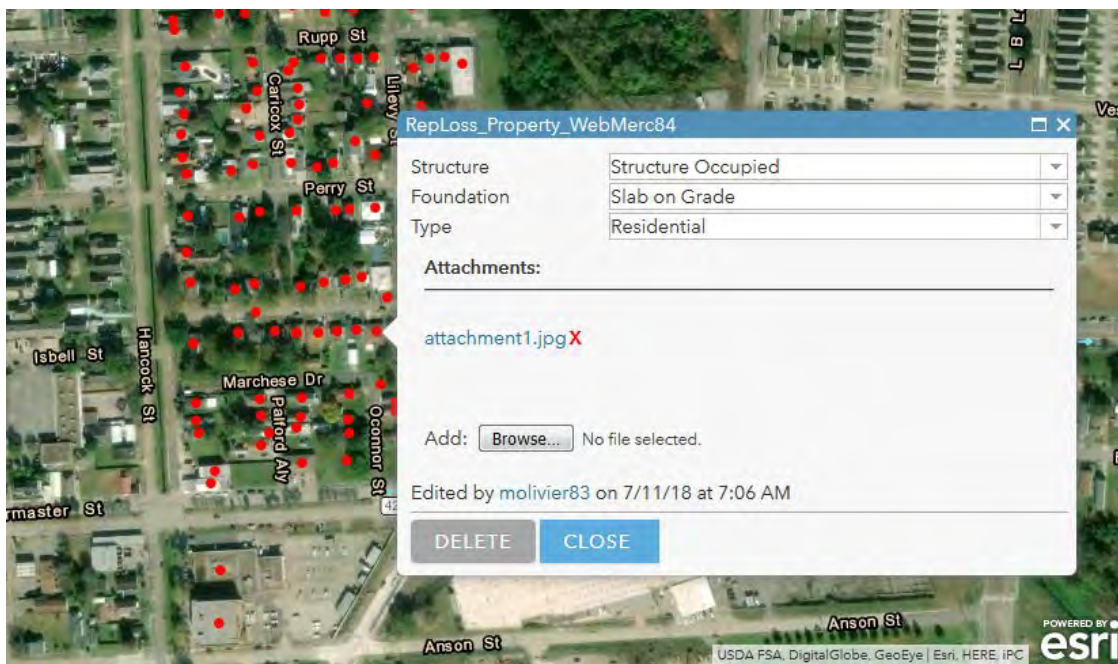 Rupp St
Caricox St
L B L
RepLoss_Property_WebMerc84
Structure
Structure Occupied
Foundation
Slab on Grade
Type
Residential
Perry St
Attachments:
attachment1.jpg X
Isbell St
Hancock St
Marchese Dr
Palford Aly
Oconnor St
Add: Browse... No file selected.
Edited by molivier83 on 7/11/18 at 7:06 AM
rmaster St
42
DELETE
CLOSE
Anson St
Anson St
USDA FSA, DigitalGlobe, GeoEye | Esri, HERE, iPC
POWERED BY
esri